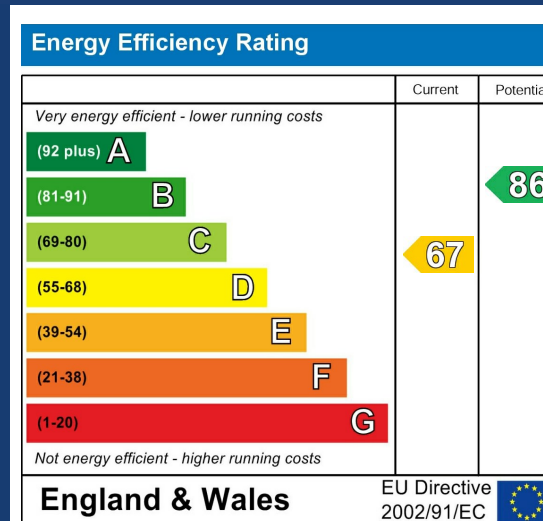 Energy Efficiency Rating
Current Potentia
Very energy efficient - lower running costs
(92 plus) A
(81-91) B
86
(69-80) C
67
(55-68) D
(39-54) E
(21-38) F
(1-20) G
Not energy efficient - higher running costs
England & Wales
EU Directive
2002/91/EC